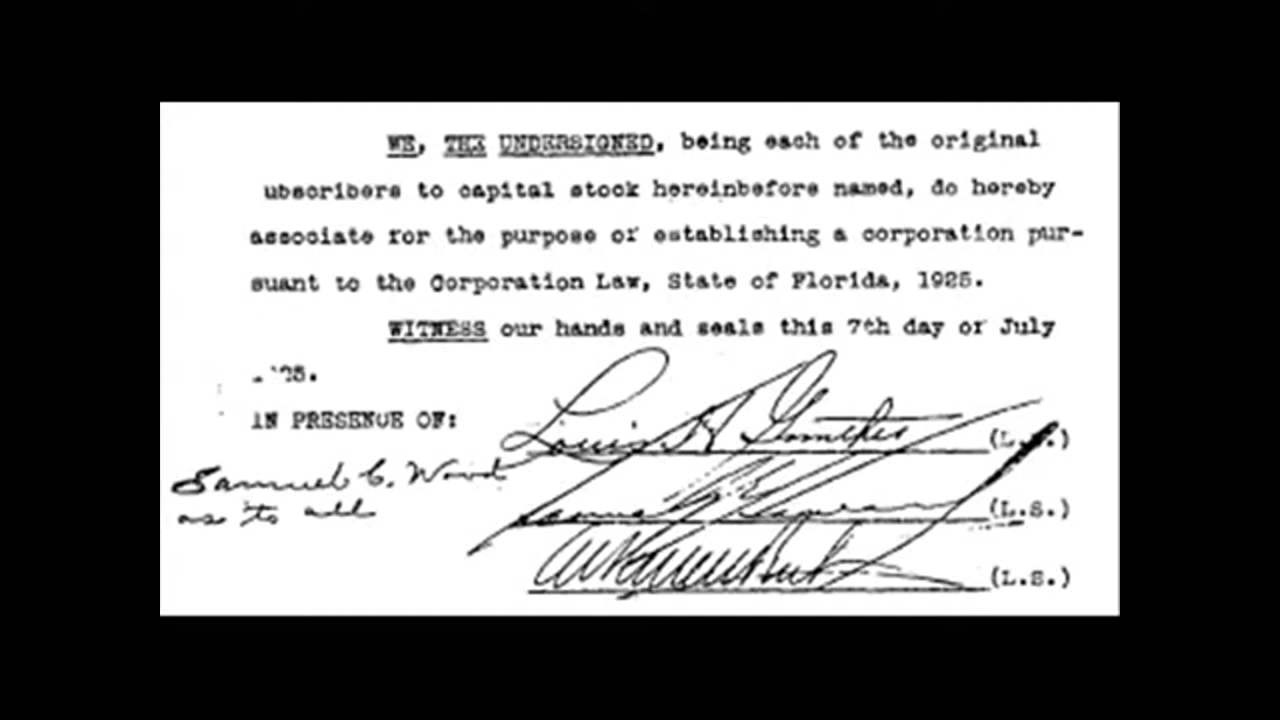 WE, THE UNDERSIGNED, being each of the original
ubscribers to capital stock hereinbefore named, do hereby
associate for the purpose of establishing a corporation pur-
suant to the Corporation Law, State of Florida, 1925.
WITNESS our hands and seals this 7th day of July
25.
IN PRESENCE OF:
Louis A (L.S.)
Samuel C. Wood
as to all
(L.S.)
(L.S.)